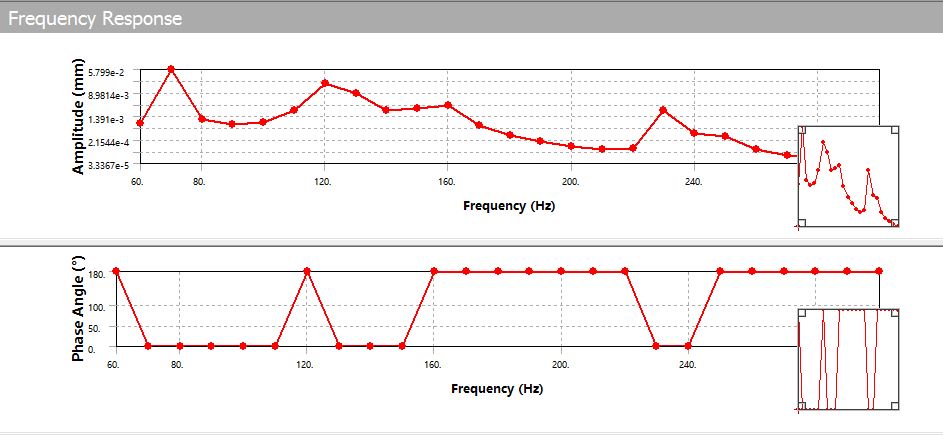 Frequency Response
Amplitude (mm)
5.799e-2
8.9814e-3
1.391e-3
2.1544e-4
3.3367e-5
60. 80. 120. 160. 200. 240.
Frequency (Hz)
Phase Angle (°)
180.
100.
50.
0.
60. 80. 120. 160. 200. 240.
Frequency (Hz)